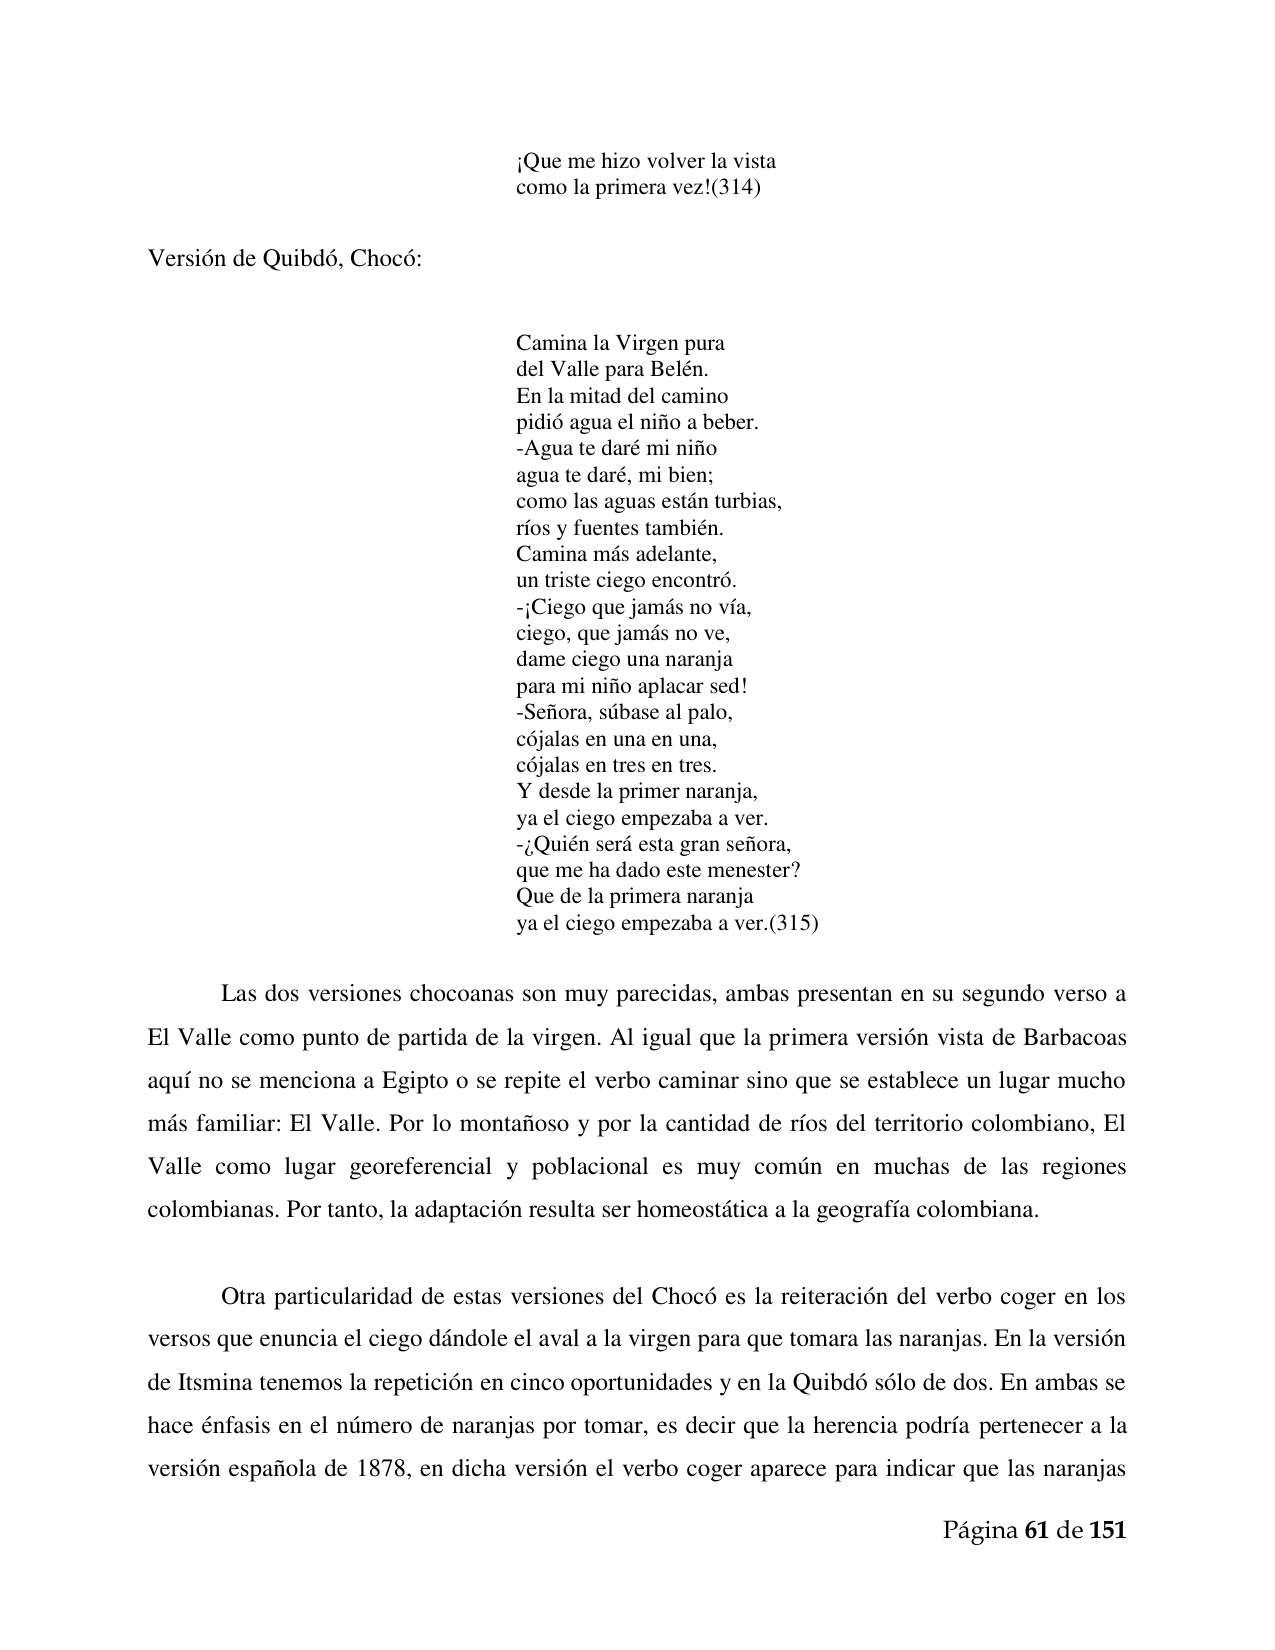 ¡Que me hizo volver la vista
como la primera vez!(314)
Versión de Quibdó, Chocó:
Camina la Virgen pura
del Valle para Belén.
En la mitad del camino
pidió agua el niño a beber.
-Agua te daré mi niño
agua te daré, mi bien;
como las aguas están turbias,
ríos y fuentes también.
Camina más adelante,
un triste ciego encontró.
-¡Ciego que jamás no vía,
ciego, que jamás no ve,
dame ciego una naranja
para mi niño aplacar sed!
-Señora, súbase al palo,
cójalas en una en una,
cójalas en tres en tres.
Y desde la primer naranja,
ya el ciego empezaba a ver.
-¿Quién será esta gran señora,
que me ha dado este menester?
Que de la primera naranja
ya el ciego empezaba a ver.(315)
Las dos versiones chocoanas son muy parecidas, ambas presentan en su segundo verso a
El Valle como punto de partida de la virgen. Al igual que la primera versión vista de Barbacoas
aquí no se menciona a Egipto o se repite el verbo caminar sino que se establece un lugar mucho
más familiar: El Valle. Por lo montañoso y por la cantidad de ríos del territorio colombiano, El
Valle como lugar georeferencial y poblacional es muy común en muchas de las regiones
colombianas. Por tanto, la adaptación resulta ser homeostática a la geografía colombiana.
Otra particularidad de estas versiones del Chocó es la reiteración del verbo coger en los
versos que enuncia el ciego dándole el aval a la virgen para que tomara las naranjas. En la versión
de Itsmina tenemos la repetición en cinco oportunidades y en la Quibdó sólo de dos. En ambas se
hace énfasis en el número de naranjas por tomar, es decir que la herencia podría pertenecer a la
versión española de 1878, en dicha versión el verbo coger aparece para indicar que las naranjas
Página 61 de 151